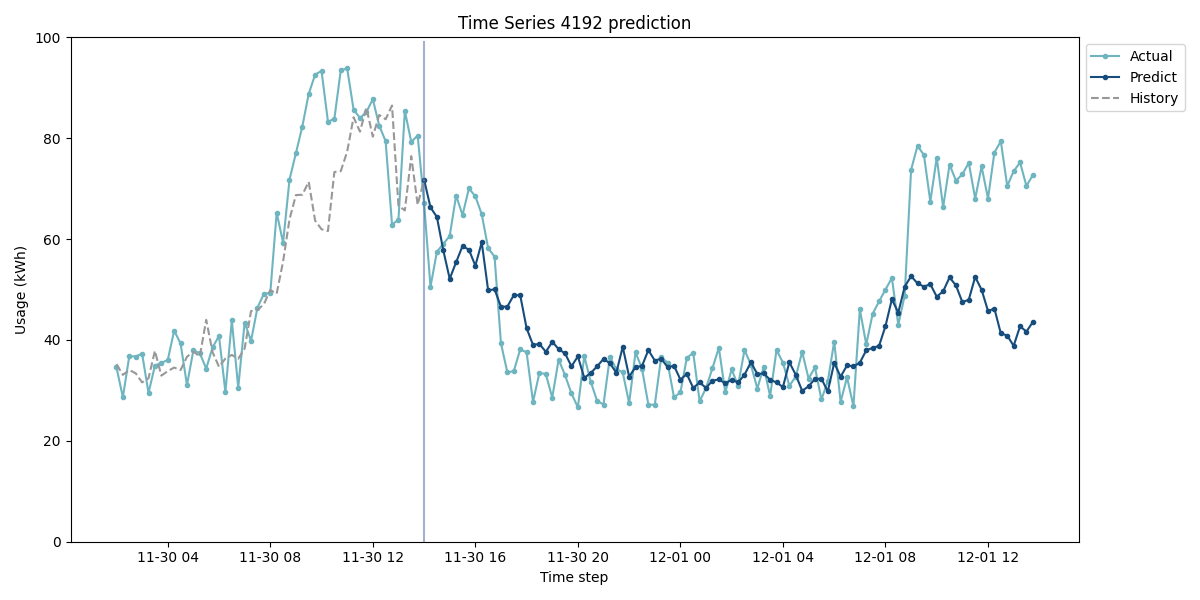 Time Series 4192 prediction
Usage (kWh)
100
80
60
40
20
0
11-30 04
11-30 08
11-30 12
11-30 16
11-30 20
12-01 00
12-01 04
12-01 08
12-01 12
Time step
Actual
Predict
History